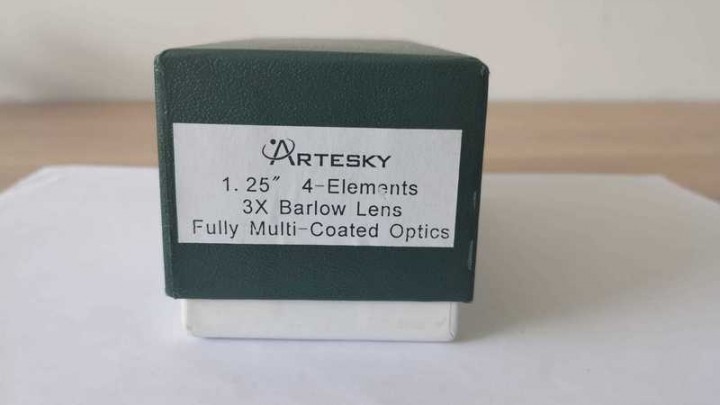 ARTESKY
1. 25″ 4-Elements
3X Barlow Lens
Fully Multi-Coated Optics